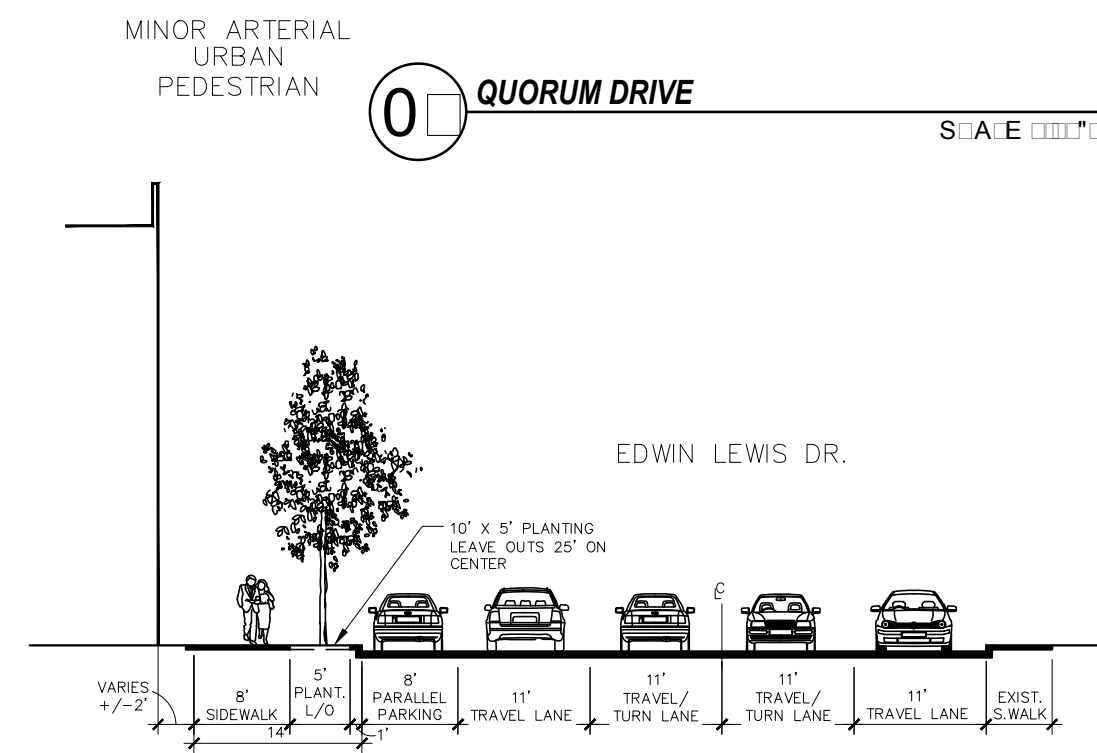 MINOR ARTERIAL
URBAN
PEDESTRIAN
0
QUORUM DRIVE
EDWIN LEWIS DR.
10' X 5' PLANTING
LEAVE OUTS 25' ON
CENTER
CL
VARIES
+/-2'
8'
SIDEWALK
5'
PLANT.
L/O
8'
PARALLEL
PARKING
11'
TRAVEL LANE
11'
TRAVEL/
TURN LANE
11'
TRAVEL/
TURN LANE
11'
TRAVEL LANE
EXIST.
S.WALK
14'
1'